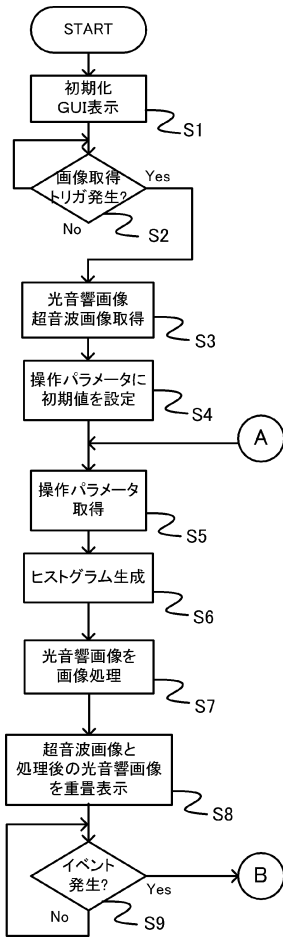 START
初期化
GUI表示
S1
画像取得
トリガ発生?
Yes
No
S2
光音響画像
超音波画像取得
S3
操作パラメータに
初期値を設定
S4
A
操作パラメータ
取得
S5
ヒストグラム生成
S6
光音響画像を
画像処理
S7
超音波画像と
処理後の光音響画像
を重畳表示
S8
イベント
発生?
Yes
B
No
S9